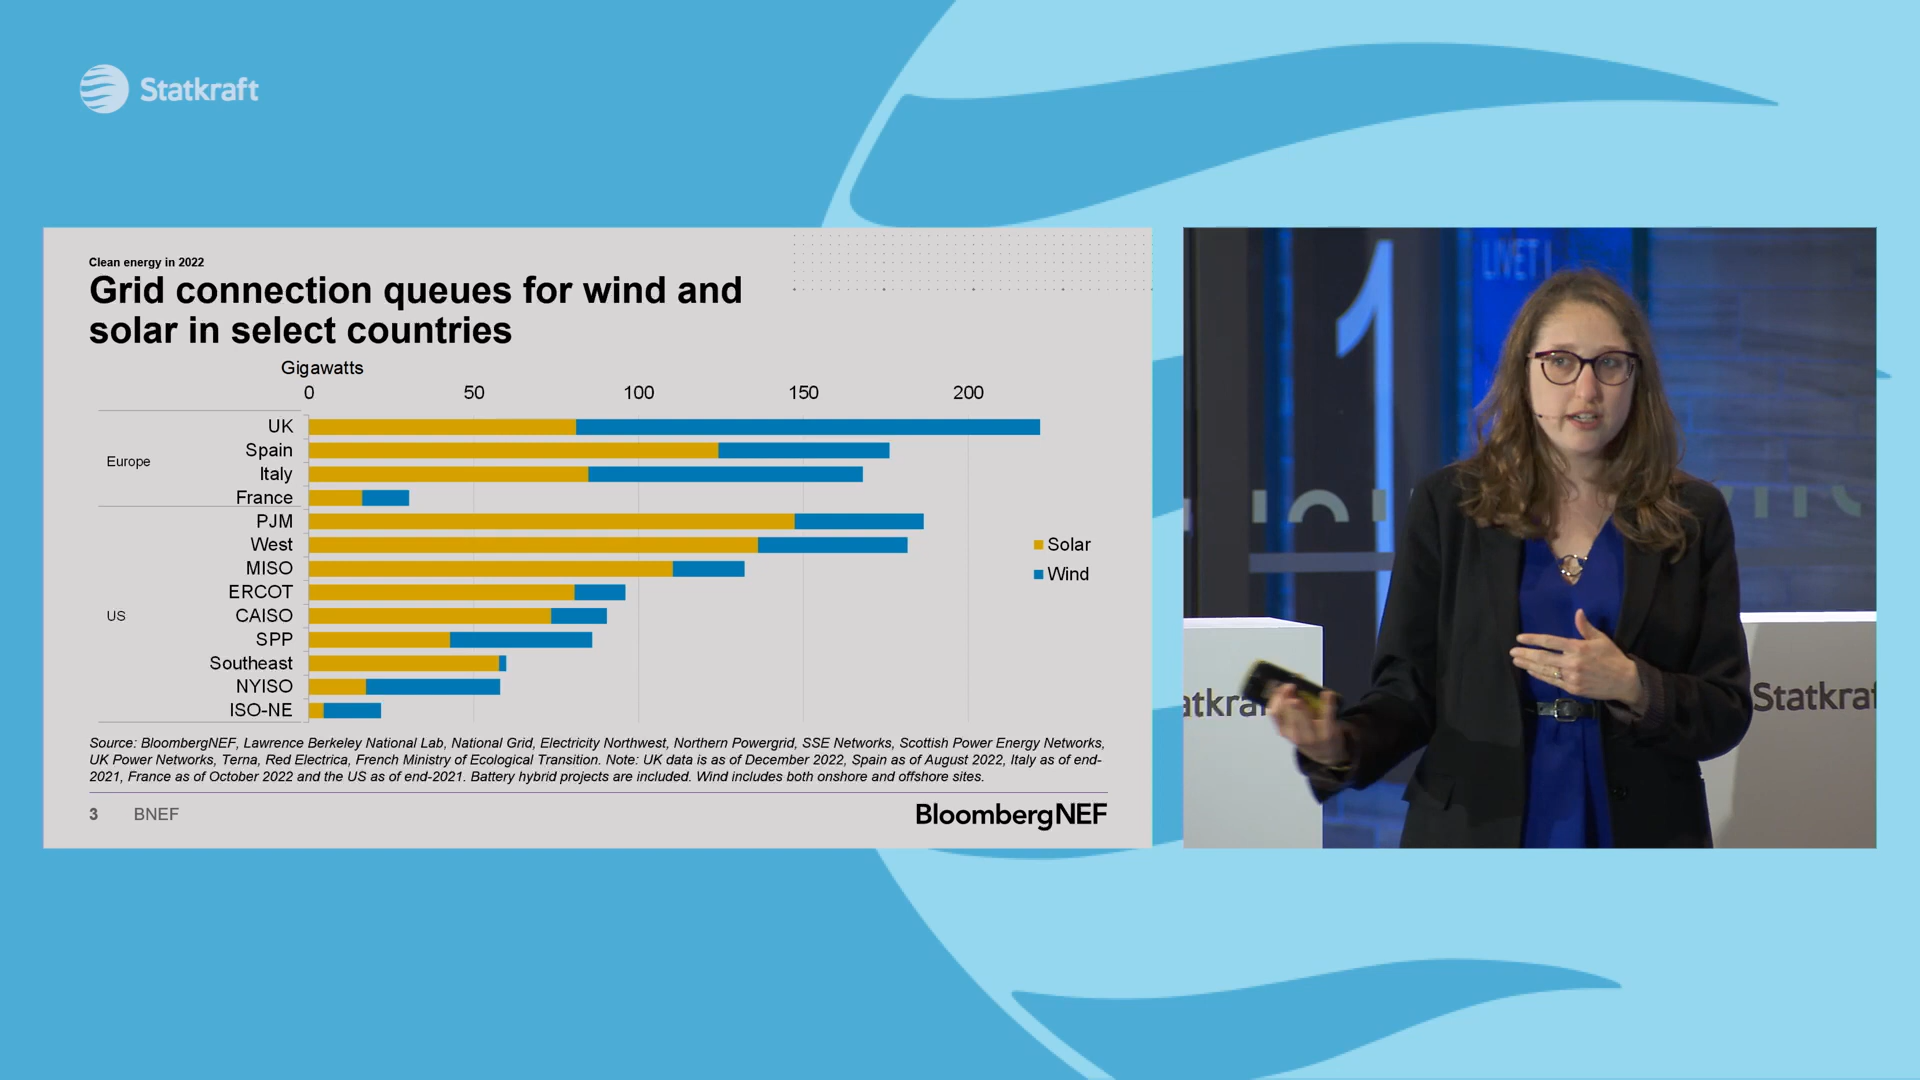 Statkraft
Clean energy in 2022
Grid connection queues for wind and
solar in select countries
Gigawatts
0 50 100 150 200
Europe
UK
Spain
Italy
France
US
PJM
West
MISO
ERCOT
CAISO
SPP
Southeast
NYISO
ISO-NE
Solar
Wind
Source: BloombergNEF, Lawrence Berkeley National Lab, National Grid, Electricity Northwest, Northern Powergrid, SSE Networks, Scottish Power Energy Networks,
UK Power Networks, Terna, Red Electrica, French Ministry of Ecological Transition. Note: UK data is as of December 2022, Spain as of August 2022, Italy as of end-
2021, France as of October 2022 and the US as of end-2021. Battery hybrid projects are included. Wind includes both onshore and offshore sites.
3 BNEF
BloombergNEF
1
atkra
Statkraf